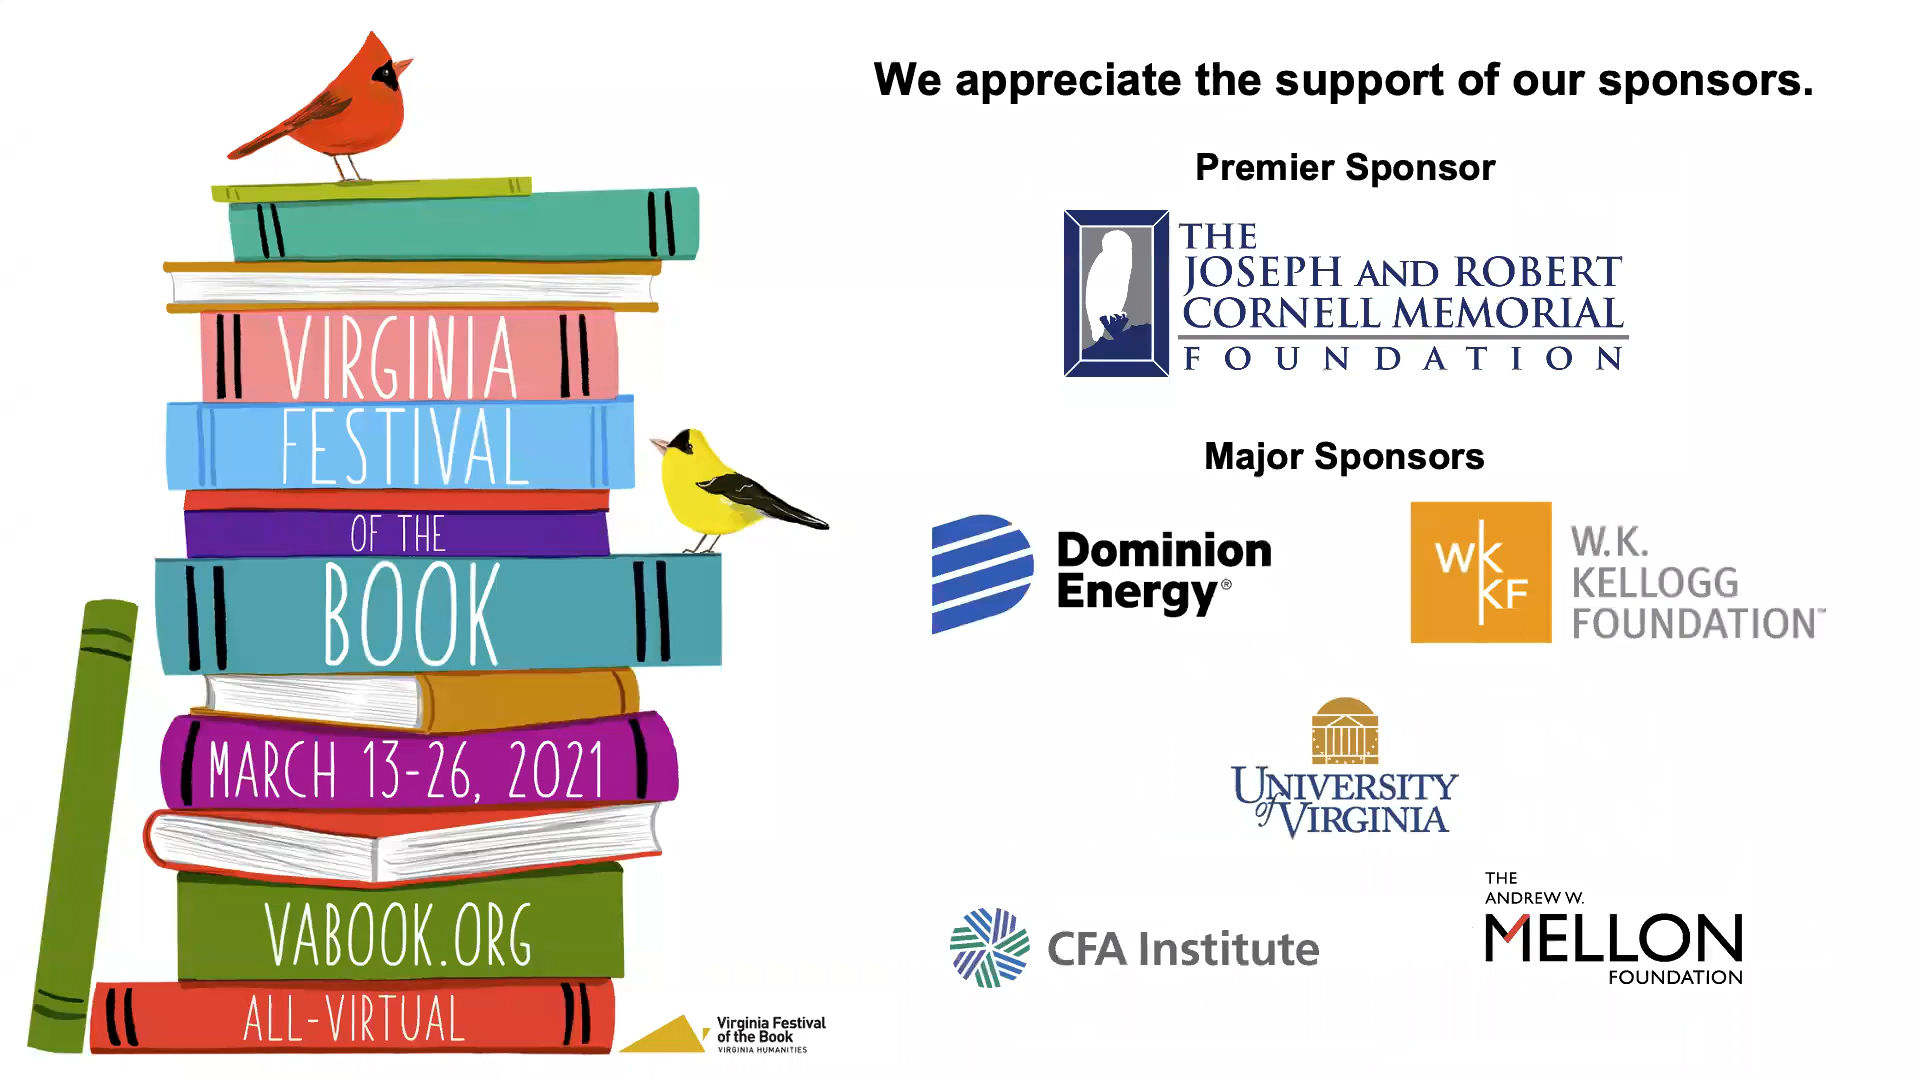 VIRGINIA
FESTIVAL
OF THE
BOOK
MARCH 13-26, 2021
VABOOK.ORG
ALL-VIRTUAL
Virginia Festival
of the Book
VIRGINIA HUMANITIES
We appreciate the support of our sponsors.
Premier Sponsor
THE
JOSEPH AND ROBERT
CORNELL MEMORIAL
FOUNDATION
Major Sponsors
Dominion
Energy®
WK
KF
W.K.
KELLOGG
FOUNDATION™
UNIVERSITY
of VIRGINIA
CFA Institute
THE
ANDREW W.
MELLON
FOUNDATION